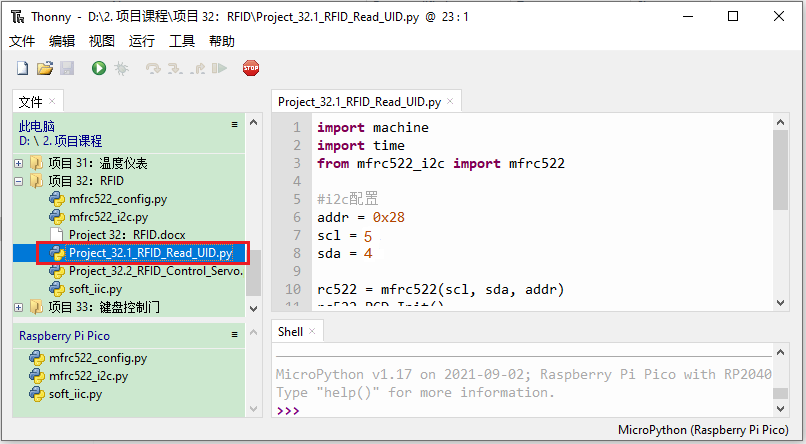 Thonny - D:\2. 项目课程\项目 32：RFID\Project_32.1_RFID_Read_UID.py @ 23 : 1
文件 编辑 视图 运行 工具 帮助
STOP
文件
此电脑
D: \ 2. 项目课程
项目 31：温度仪表
项目 32：RFID
mfrc522_config.py
mfrc522_i2c.py
Project 32：RFID.docx
Project_32.1_RFID_Read_UID.py
Project_32.2_RFID_Control_Servo.
soft_iic.py
项目 33：键盘控制门
Raspberry Pi Pico
mfrc522_config.py
mfrc522_i2c.py
soft_iic.py
Project_32.1_RFID_Read_UID.py
1 import machine
2 import time
3 from mfrc522_i2c import mfrc522
4
5 #i2c配置
6 addr = 0x28
7 scl = 5
8 sda = 4
9
10 rc522 = mfrc522(scl, sda, addr)
11 rc522.PCD_Init()
Shell
MicroPython v1.17 on 2021-09-02; Raspberry Pi Pico with RP2040
Type "help()" for more information.
>>>
MicroPython (Raspberry Pi Pico)